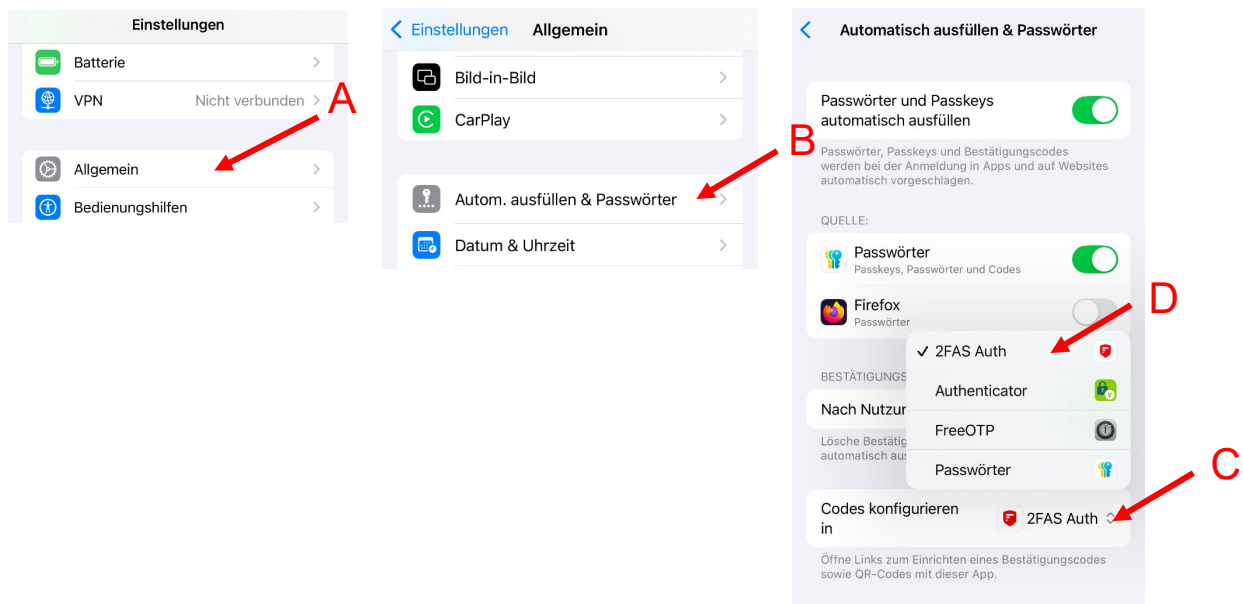 Einstellungen
Batterie
VPN Nicht verbunden
A
Allgemein
Bedienungshilfen
Einstellungen Allgemein
Bild-in-Bild
CarPlay
B
Autom. ausfüllen & Passwörter
Datum & Uhrzeit
Automatisch ausfüllen & Passwörter
Passwörter und Passkeys
automatisch ausfüllen
Passwörter, Passkeys und Bestätigungscodes
werden bei der Anmeldung in Apps und auf Websites
automatisch vorgeschlagen.
QUELLE:
Passwörter
Passkeys, Passwörter und Codes
Firefox
Passwörter
D
2FAS Auth
BESTÄTIGUNGS
Authenticator
Nach Nutzur
FreeOTP
Lösche Bestätig
automatisch aus
Passwörter
C
Codes konfigurieren
in
2FAS Auth
Öffne Links zum Einrichten eines Bestätigungscodes
sowie QR-Codes mit dieser App.